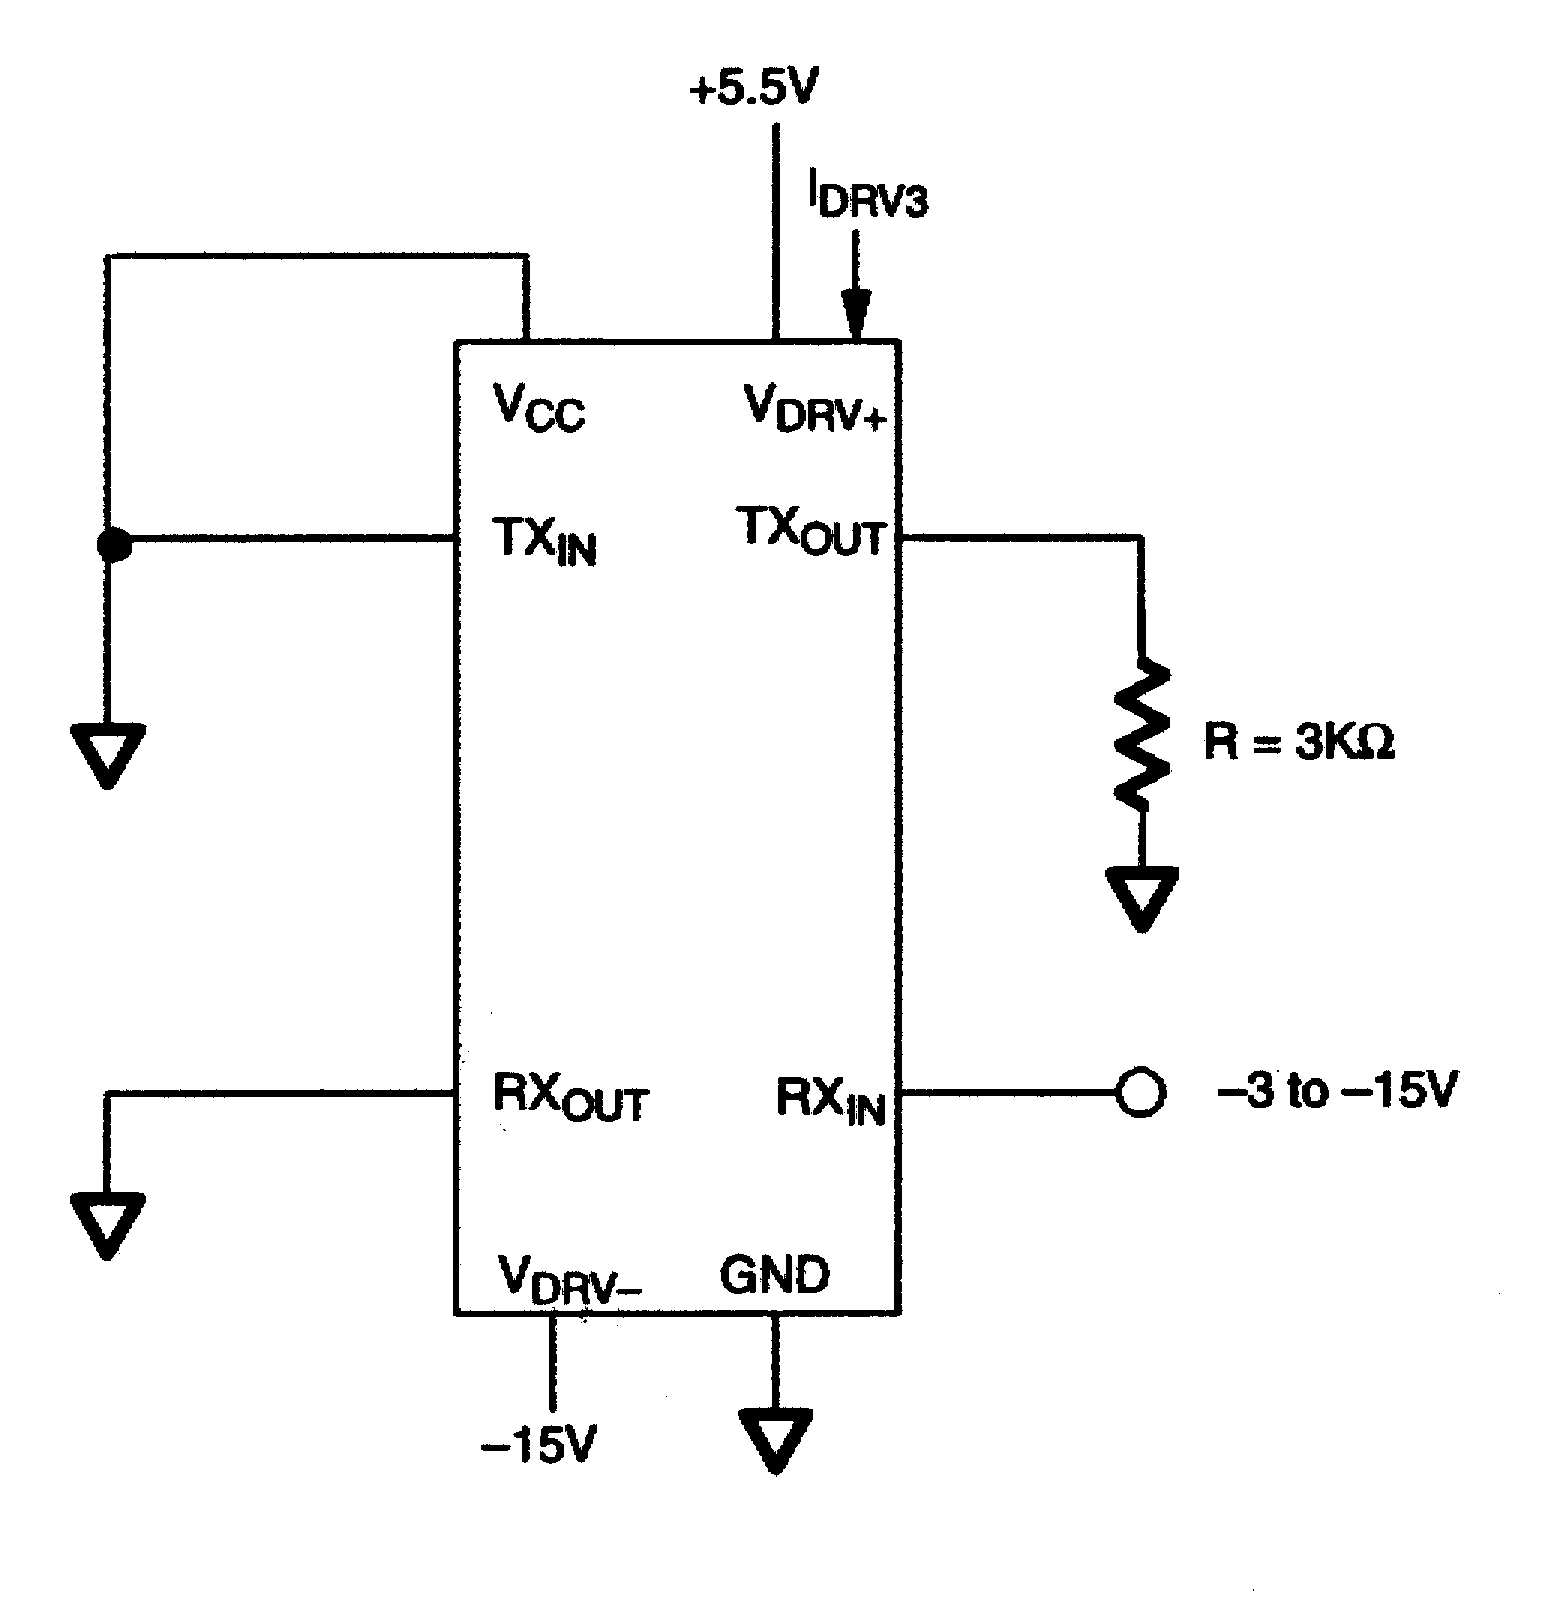 +5.5V
IDRV3
VCC
VDRV+
TXIN
TXOUT
R = 3KΩ
RXOUT
RXIN
–3 to –15V
VDRV–
GND
–15V